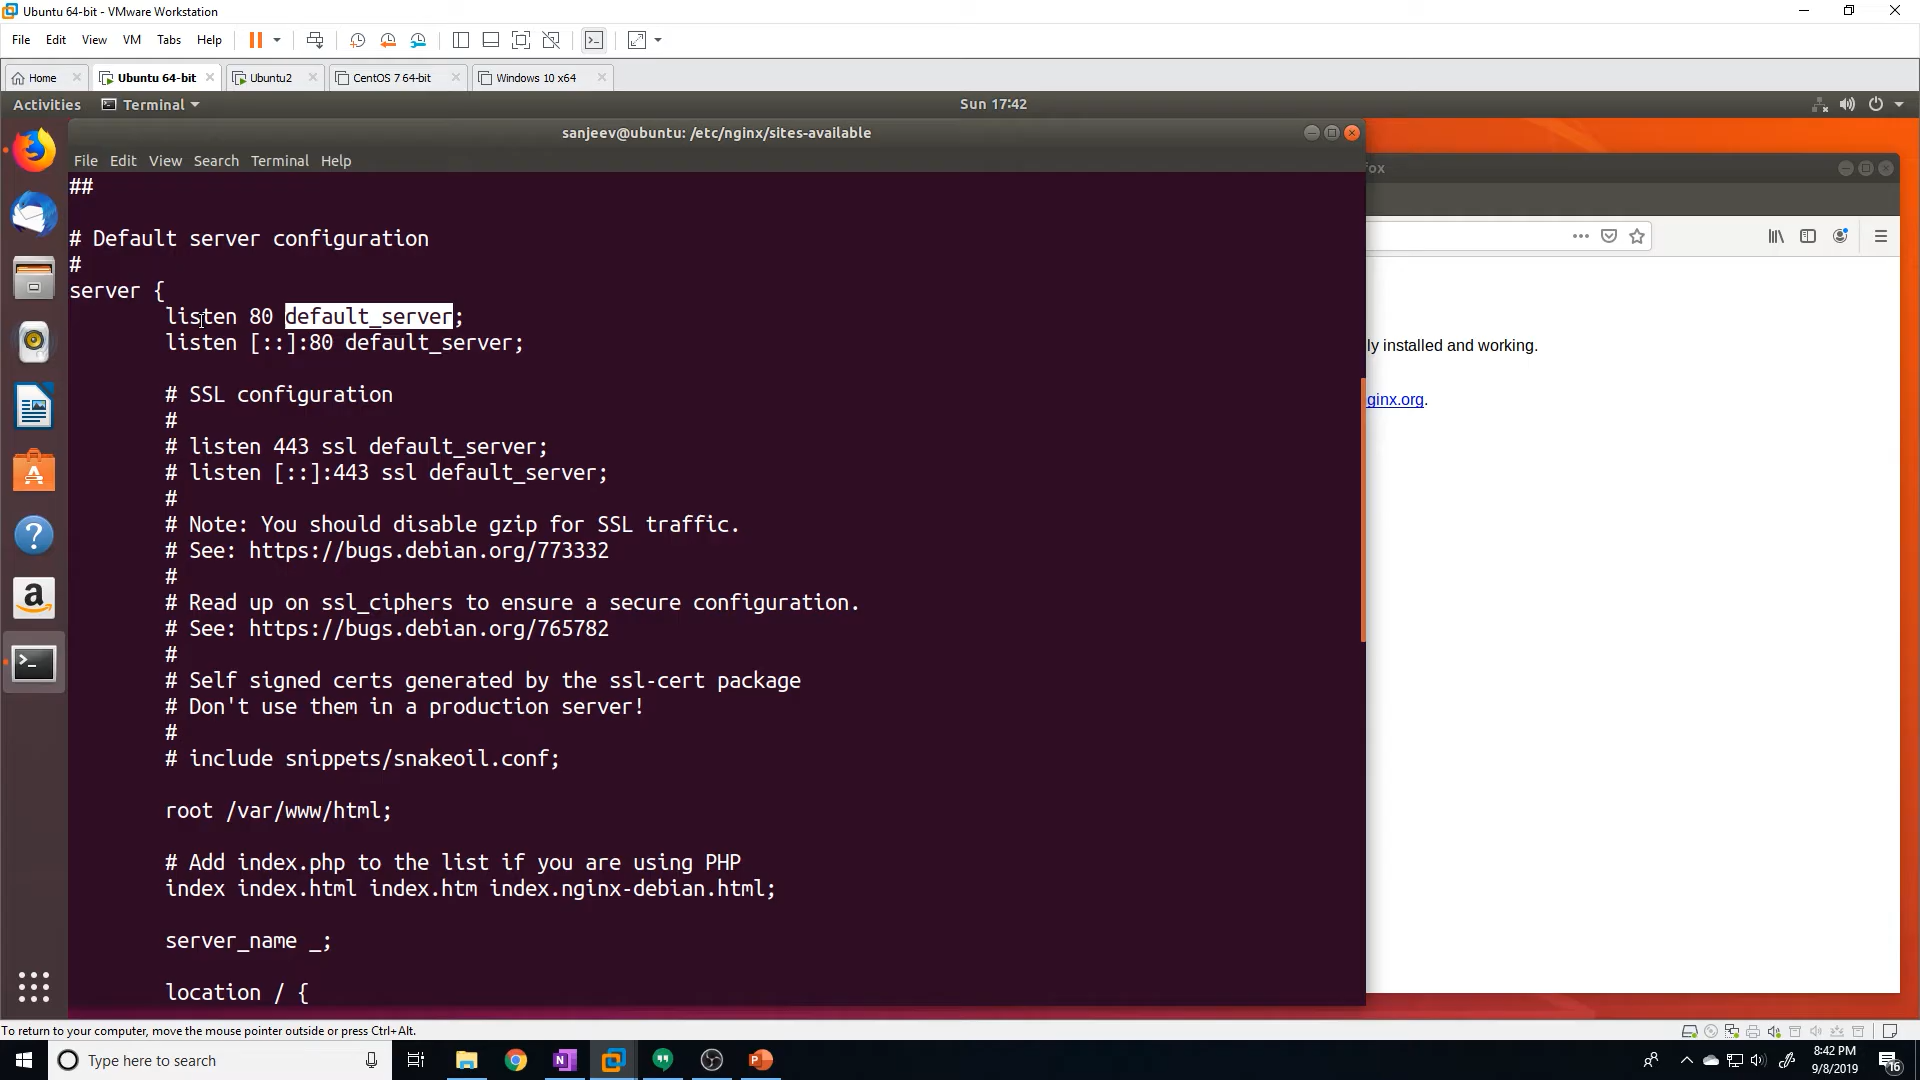 Ubuntu 64-bit - VMware Workstation
File Edit View VM Tabs Help
Home Ubuntu 64-bit Ubuntu2 CentOS 7 64-bit Windows 10 x64
Activities Terminal Sun 17:42
sanjeev@ubuntu: /etc/nginx/sites-available
File Edit View Search Terminal Help
##
# Default server configuration
#
server {
listen 80 default_server;
listen [::]:80 default_server;
# SSL configuration
#
# listen 443 ssl default_server;
# listen [::]:443 ssl default_server;
#
# Note: You should disable gzip for SSL traffic.
# See: https://bugs.debian.org/773332
#
# Read up on ssl_ciphers to ensure a secure configuration.
# See: https://bugs.debian.org/765782
#
# Self signed certs generated by the ssl-cert package
# Don't use them in a production server!
#
# include snippets/snakeoil.conf;
root /var/www/html;
# Add index.php to the list if you are using PHP
index index.html index.htm index.nginx-debian.html;
server_name _;
location / {
fox
ly installed and working.
ginx.org.
To return to your computer, move the mouse pointer outside or press Ctrl+Alt.
Type here to search
8:42 PM
9/8/2019
16